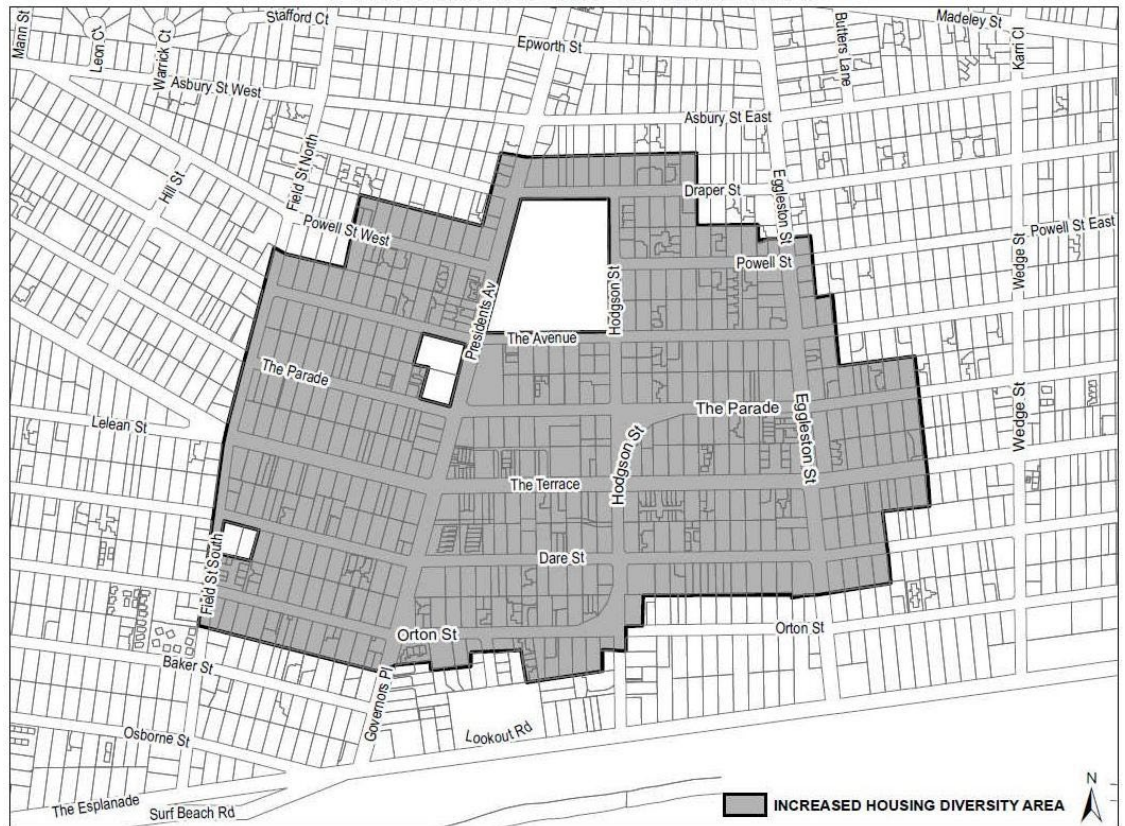 Mann St
Leon Ct
Warrick Ct
Stafford Ct
Epworth St
Butters Lane
Madeley St
Karn Cl
Asbury St West
Asbury St East
Hill St
Field St North
Draper St
Eggleston St
Powell St West
Powell St East
Powell St
Wedge St
Presidents Av
Hodgson St
The Avenue
The Parade
The Parade
Lelean St
Eggleston St
Wedge St
Hodgson St
The Terrace
Dare St
Field St South
Orton St
Orton St
Baker St
Governors Pl
Osborne St
Lookout Rd
The Esplanade
Surf Beach Rd
N
INCREASED HOUSING DIVERSITY AREA